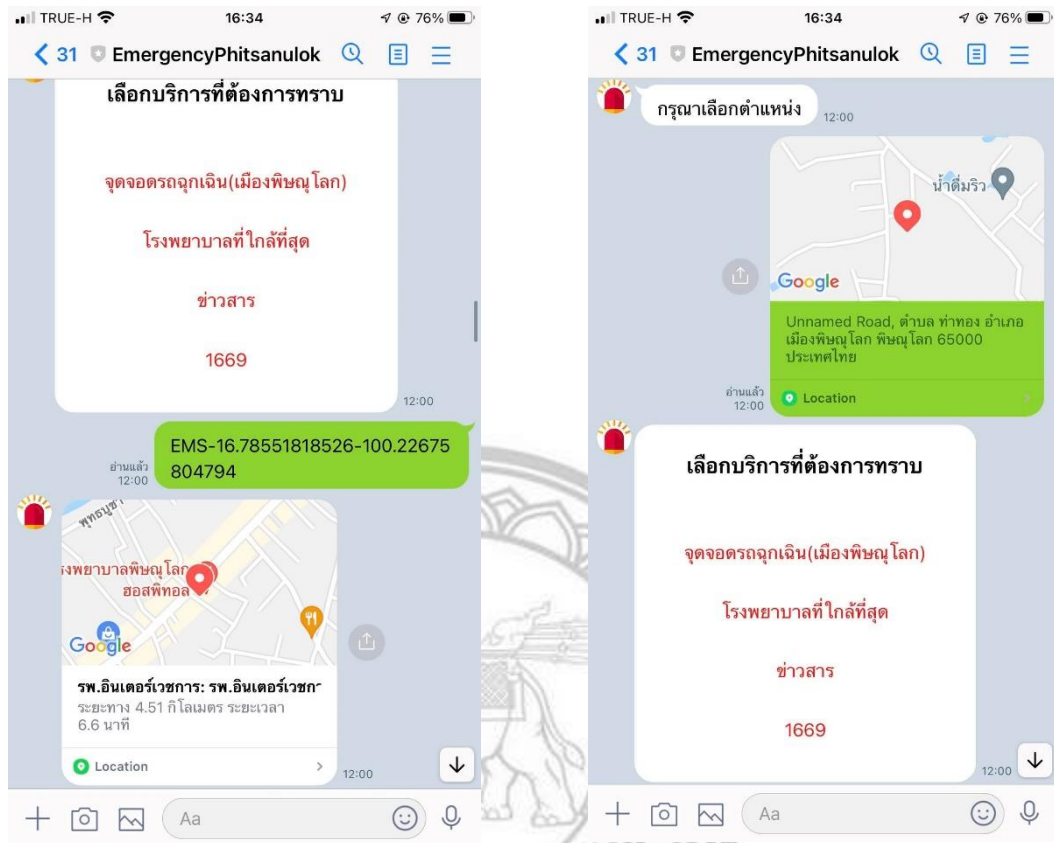 TRUE-H
16:34
76%
31 EmergencyPhitsanulok
เลือกบริการที่ต้องการทราบ
จุดจอดรถฉุกเฉิน(เมืองพิษณุโลก)
โรงพยาบาลที่ใกล้ที่สุด
ข่าวสาร
1669
12:00
EMS-16.78551818526-100.22675
804794
อ่านแล้ว
12:00
พุทธบูชา
งพยาบาลพิษณุโลก
ฮอสพิทอล
Google
รพ.อินเตอร์เวชการ: รพ.อินเตอร์เวชก
ระยะทาง 4.51 กิโลเมตร ระยะเวลา
6.6 นาที
Location
12:00
Aa
TRUE-H
16:34
76%
31 EmergencyPhitsanulok
กรุณาเลือกตำแหน่ง
12:00
น้ำดื่มริว
Google
Unnamed Road, ตำบล ท่าทอง อำเภอ
เมืองพิษณุโลก พิษณุโลก 65000
ประเทศไทย
อ่านแล้ว
12:00
Location
เลือกบริการที่ต้องการทราบ
จุดจอดรถฉุกเฉิน(เมืองพิษณุโลก)
โรงพยาบาลที่ใกล้ที่สุด
ข่าวสาร
1669
12:00
Aa